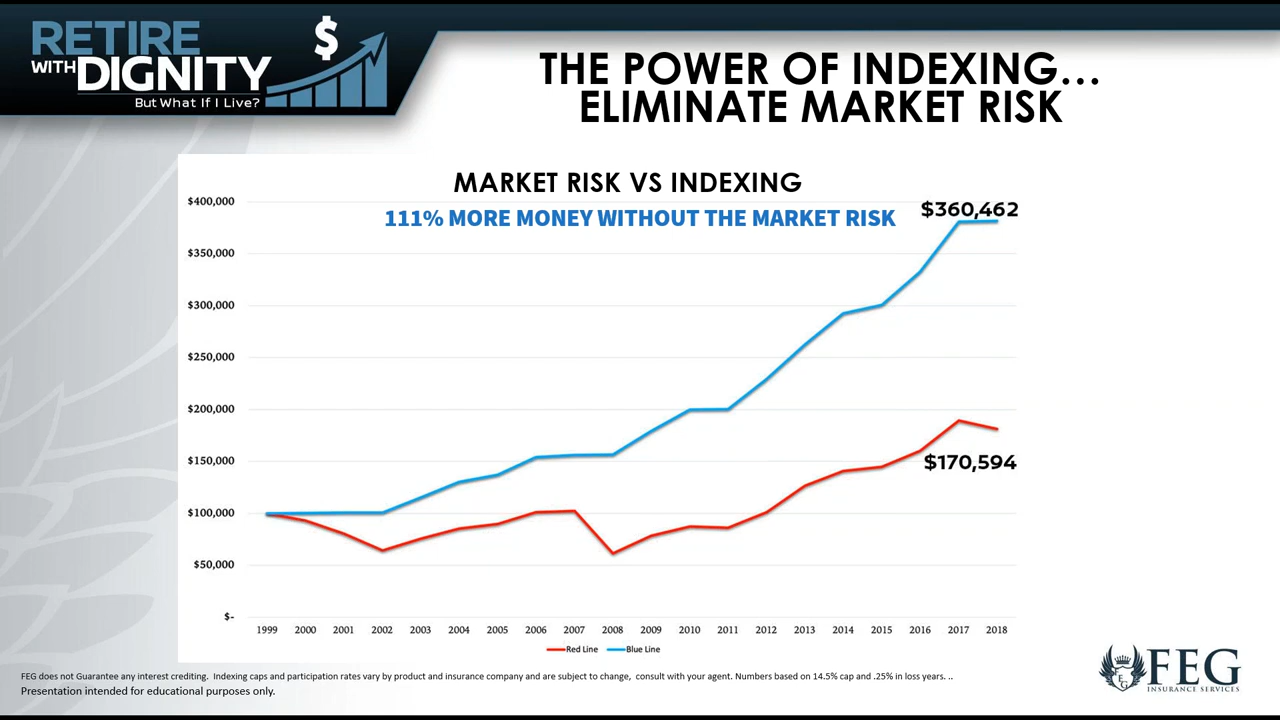 RETIRE
WITH DIGNITY
But What If I Live?
$
THE POWER OF INDEXING...
ELIMINATE MARKET RISK
MARKET RISK VS INDEXING
111% MORE MONEY WITHOUT THE MARKET RISK
$360,462
$170,594
$400,000
$350,000
$300,000
$250,000
$200,000
$150,000
$100,000
$50,000
$-
1999 2000 2001 2002 2003 2004 2005 2006 2007 2008 2009 2010 2011 2012 2013 2014 2015 2016 2017 2018
Red Line Blue Line
FEG does not Guarantee any interest crediting. Indexing caps and participation rates vary by product and insurance company and are subject to change, consult with your agent. Numbers based on 14.5% cap and .25% in loss years. ..
Presentation intended for educational purposes only.
FEG
INSURANCE SERVICES